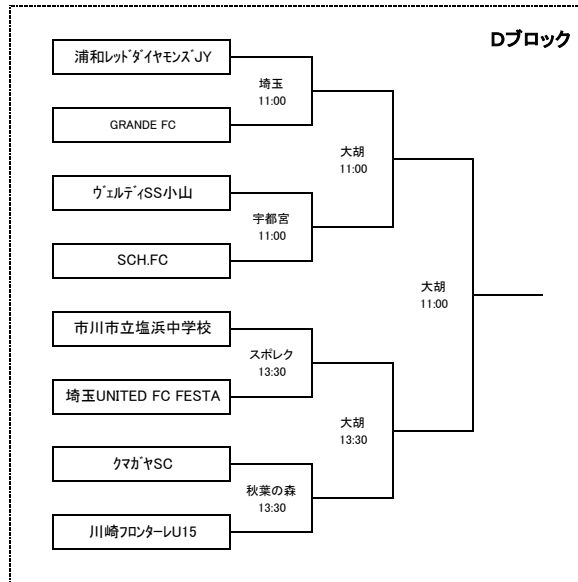 Dブロック
浦和ﾚｯﾄﾞﾀﾞｲﾔﾓﾝｽﾞJY
埼玉
11:00
GRANDE FC
大胡
11:00
ｳﾞｪﾙﾃﾞｨSS小山
宇都宮
11:00
SCH.FC
大胡
11:00
市川市立塩浜中学校
スポレク
13:30
埼玉UNITED FC FESTA
大胡
13:30
ｸﾏｶﾞﾔSC
秋葉の森
13:30
川崎ﾌﾛﾝﾀｰﾚU15